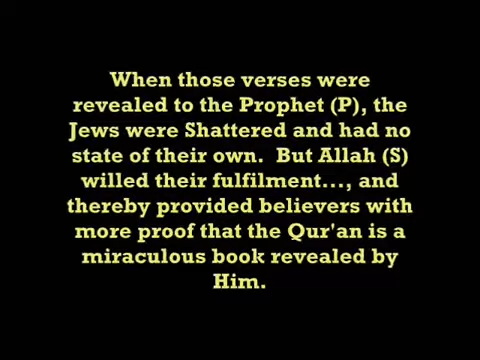 When those verses were
revealed to the Prophet (P), the
Jews were Shattered and had no
state of their own. But Allah (S)
willed their fulfilment..., and
thereby provided believers with
more proof that the Qur'an is a
miraculous book revealed by
Him.